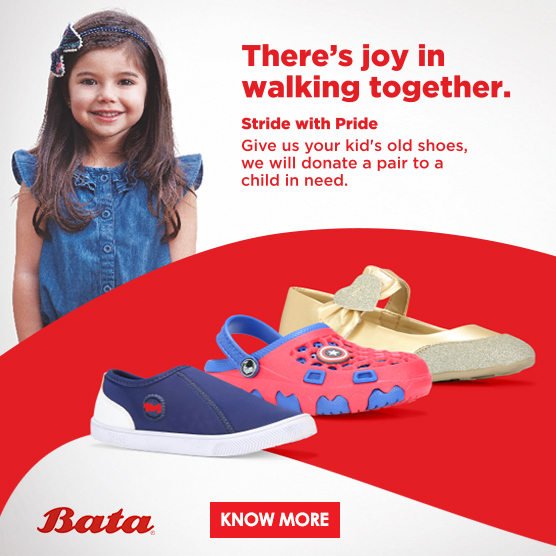 There's joy in
walking together.
Stride with Pride
Give us your kid's old shoes,
we will donate a pair to a
child in need.
Bata
KNOW MORE